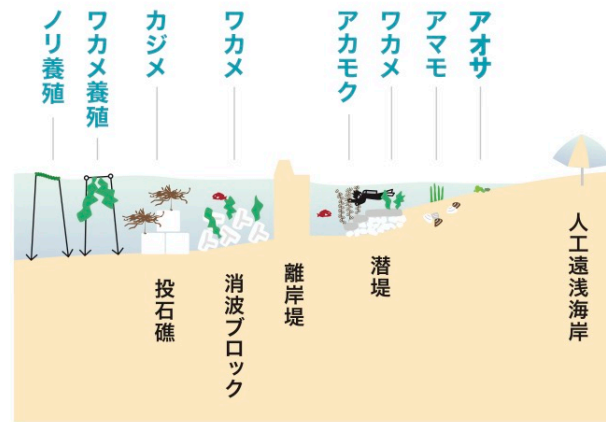 ノリ養殖
ワカメ養殖
カジメ
ワカメ
アカモク
ワカメ
アマモ
アオサ
投石礁
消波ブロック
離岸堤
潜堤
人工遠浅海岸